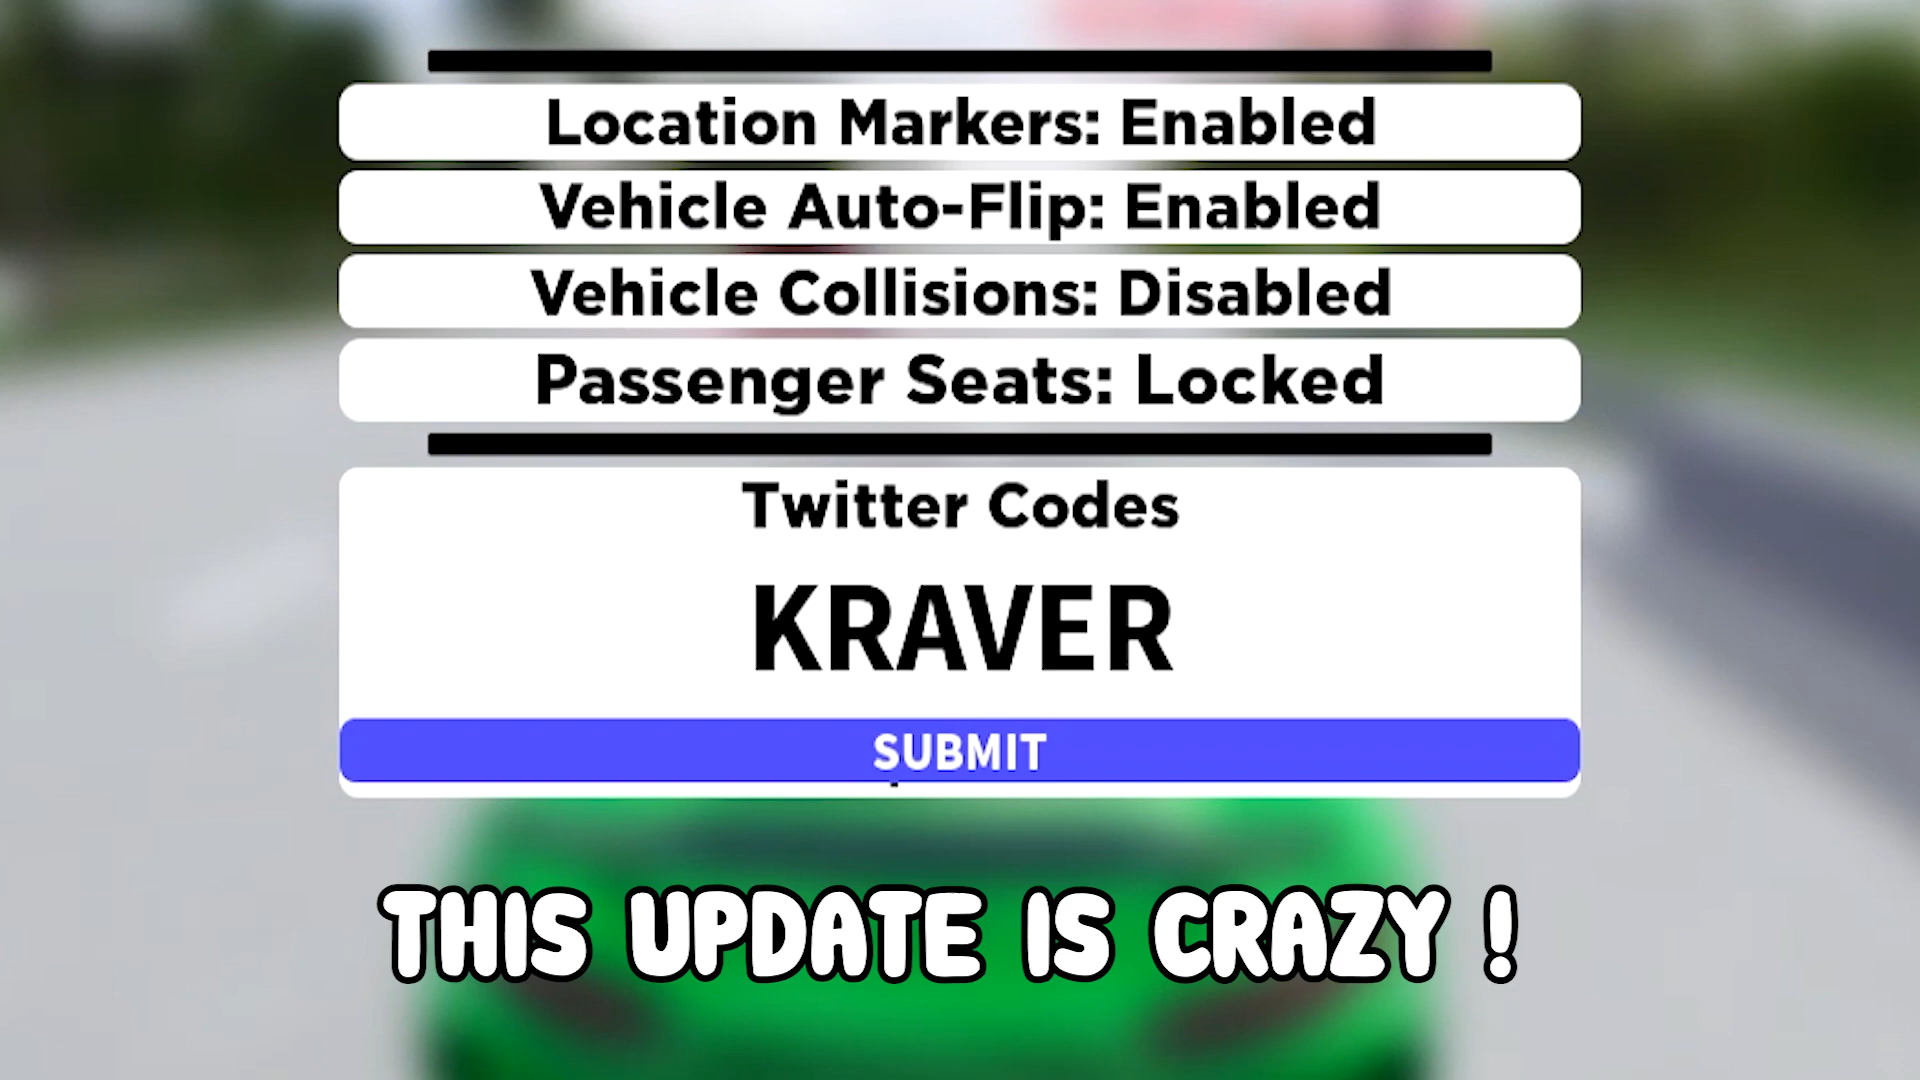 Location Markers: Enabled
Vehicle Auto-Flip: Enabled
Vehicle Collisions: Disabled
Passenger Seats: Locked
Twitter Codes
KRAVER
SUBMIT
THIS UPDATE IS CRAZY !